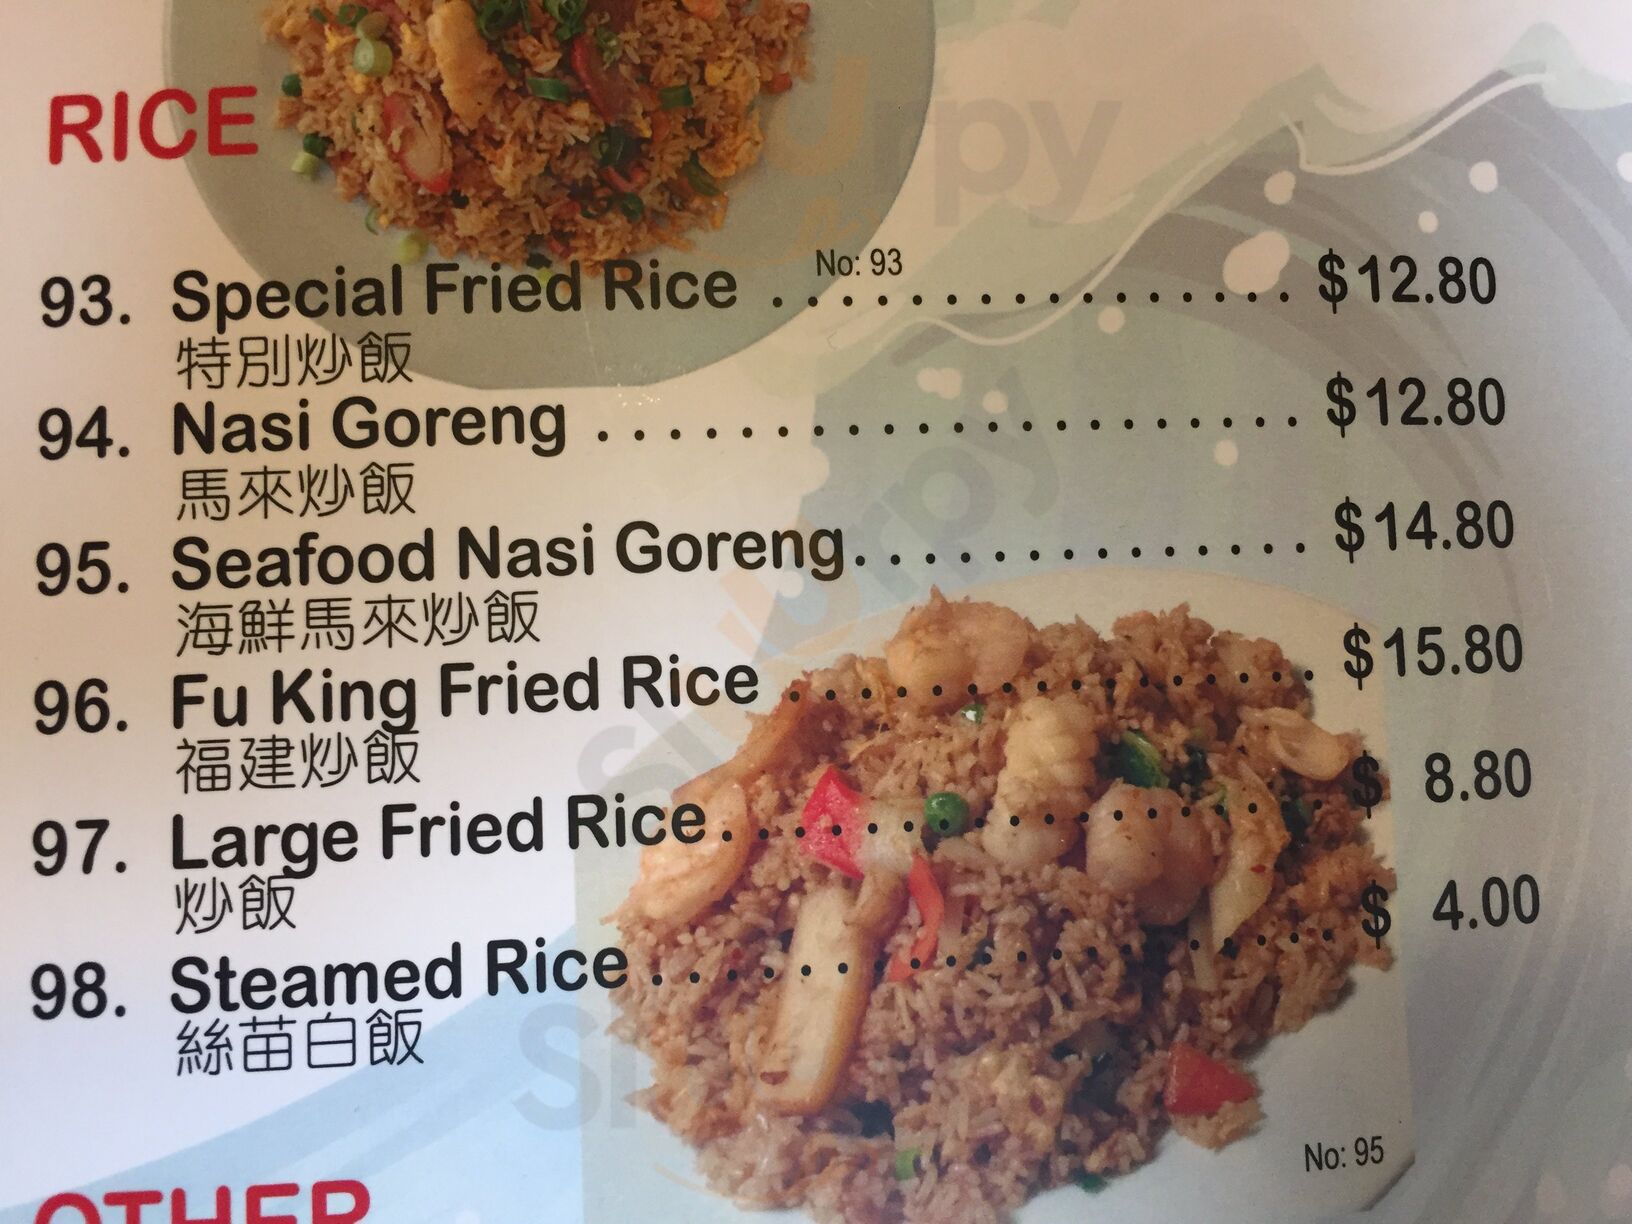 RICE
No: 93
93. Special Fried Rice ................ $12.80
特別炒飯
94. Nasi Goreng .................... $12.80
馬來炒飯
95. Seafood Nasi Goreng.............. $14.80
海鮮馬來炒飯
96. Fu King Fried Rice ............... $15.80
福建炒飯
97. Large Fried Rice................. $ 8.80
炒飯
98. Steamed Rice................... $ 4.00
絲苗白飯
No: 95
OTHER
Slurpy
Slurpy